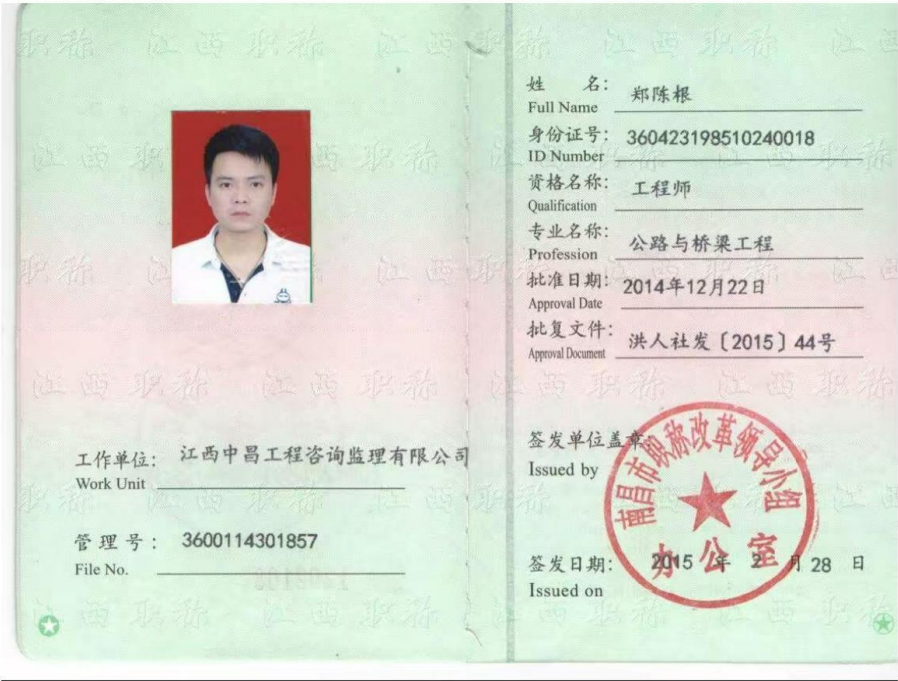 工作单位: 江西中昌工程咨询监理有限公司
Work Unit
管 理 号: 3600114301857
File No.
姓 名: 郑陈根
Full Name
身份证号: 360423198510240018
ID Number
资格名称: 工程师
Qualification
专业名称: 公路与桥梁工程
Profession
批准日期: 2014年12月22日
Approval Date
批复文件: 洪人社发〔2015〕44号
Approval Document
签发单位盖章
Issued by
南昌市职称改革领导小组
办公室
签发日期: 2015 年 2 月 28 日
Issued on
江西职称